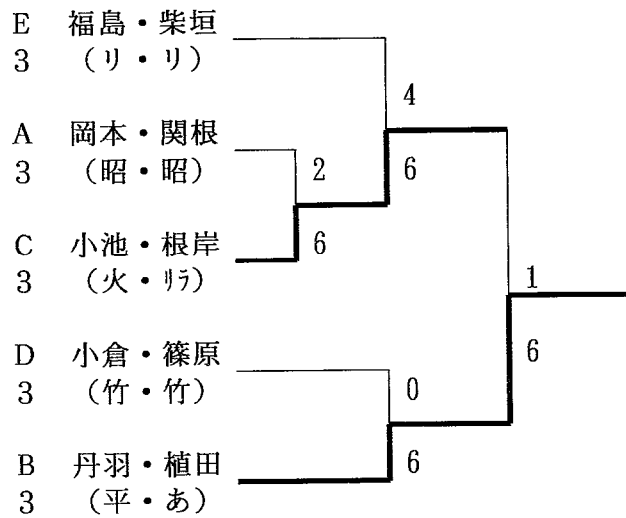 E 福島・柴垣
3 （リ・リ）
4
A 岡本・関根
3 （昭・昭）
2
6
C 小池・根岸
3 （火・リラ）
6
1
D 小倉・篠原
3 （竹・竹）
0
6
B 丹羽・植田
3 （平・あ）
6